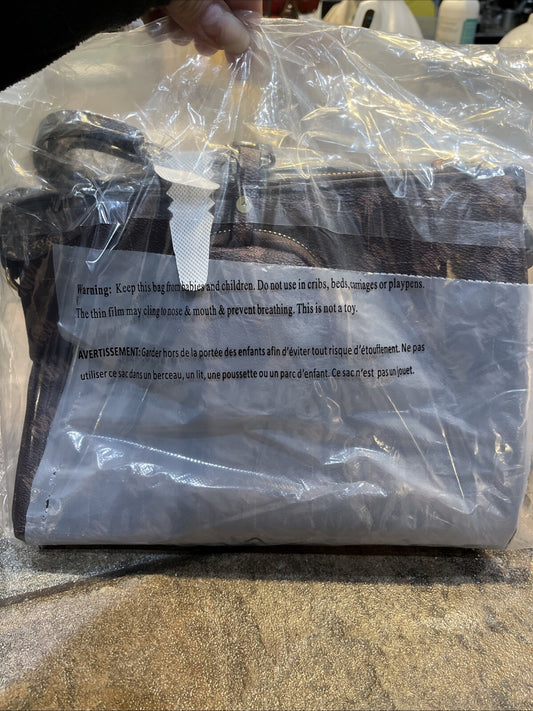 Warning: Keep this bag from babies and children. Do not use in cribs, beds, carriages or playpens.
The thin film may cling to nose & mouth & prevent breathing. This is not a toy.
AVERTISSEMENT: Garder hors de la portée des enfants afin d'éviter tout risque d'étouffement. Ne pas
utiliser ce sac dans un berceau, un lit, une poussette ou un parc d'enfant. Ce sac n'est pas un jouet.